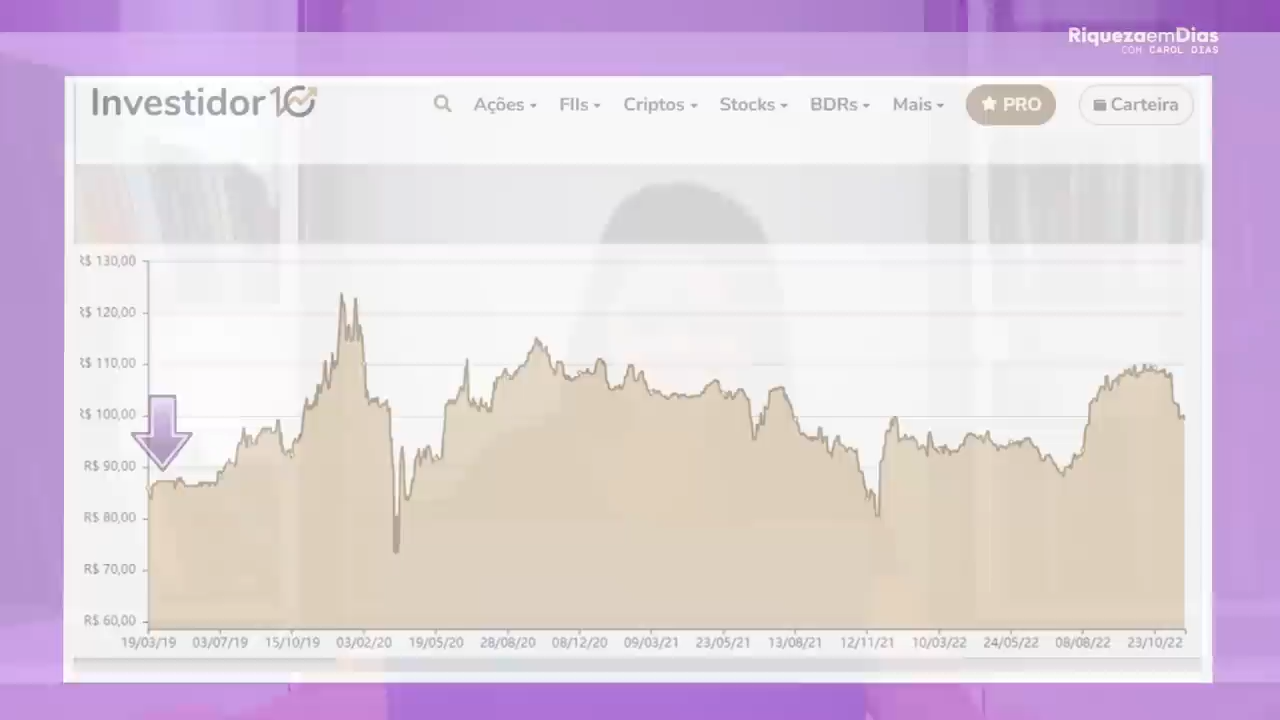 RiquezaemDias
COM CAROL DIAS
Investidor10
Ações FIIs Criptos Stocks BDRs Mais PRO Carteira
R$ 130,00
R$ 120,00
R$ 110,00
R$ 100,00
R$ 90,00
R$ 80,00
R$ 70,00
R$ 60,00
19/03/19 03/07/19 15/10/19 03/02/20 19/05/20 28/08/20 08/12/20 09/03/21 23/05/21 13/08/21 12/11/21 10/03/22 24/05/22 08/08/22 23/10/22